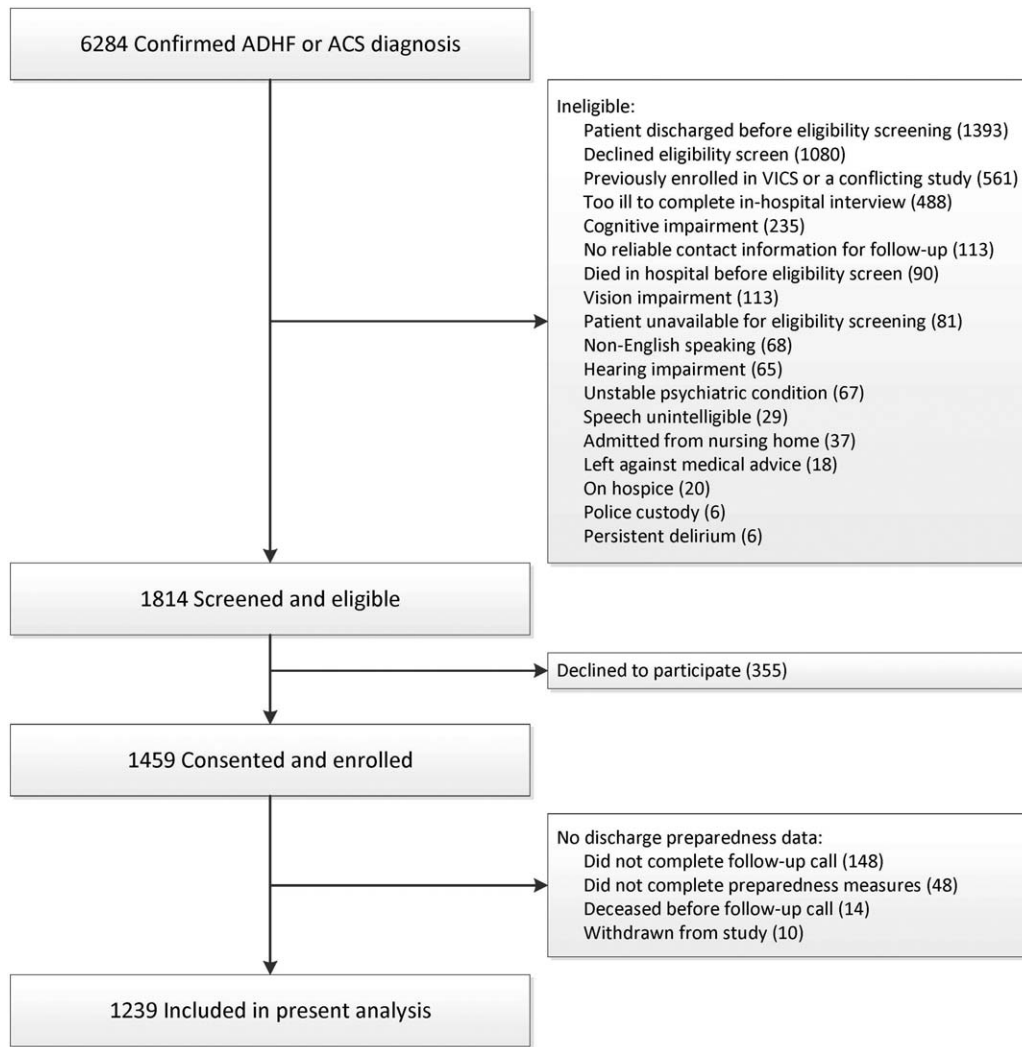 6284 Confirmed ADHF or ACS diagnosis
Ineligible:
Patient discharged before eligibility screening (1393)
Declined eligibility screen (1080)
Previously enrolled in VICS or a conflicting study (561)
Too ill to complete in-hospital interview (488)
Cognitive impairment (235)
No reliable contact information for follow-up (113)
Died in hospital before eligibility screen (90)
Vision impairment (113)
Patient unavailable for eligibility screening (81)
Non-English speaking (68)
Hearing impairment (65)
Unstable psychiatric condition (67)
Speech unintelligible (29)
Admitted from nursing home (37)
Left against medical advice (18)
On hospice (20)
Police custody (6)
Persistent delirium (6)
1814 Screened and eligible
Declined to participate (355)
1459 Consented and enrolled
No discharge preparedness data:
Did not complete follow-up call (148)
Did not complete preparedness measures (48)
Deceased before follow-up call (14)
Withdrawn from study (10)
1239 Included in present analysis